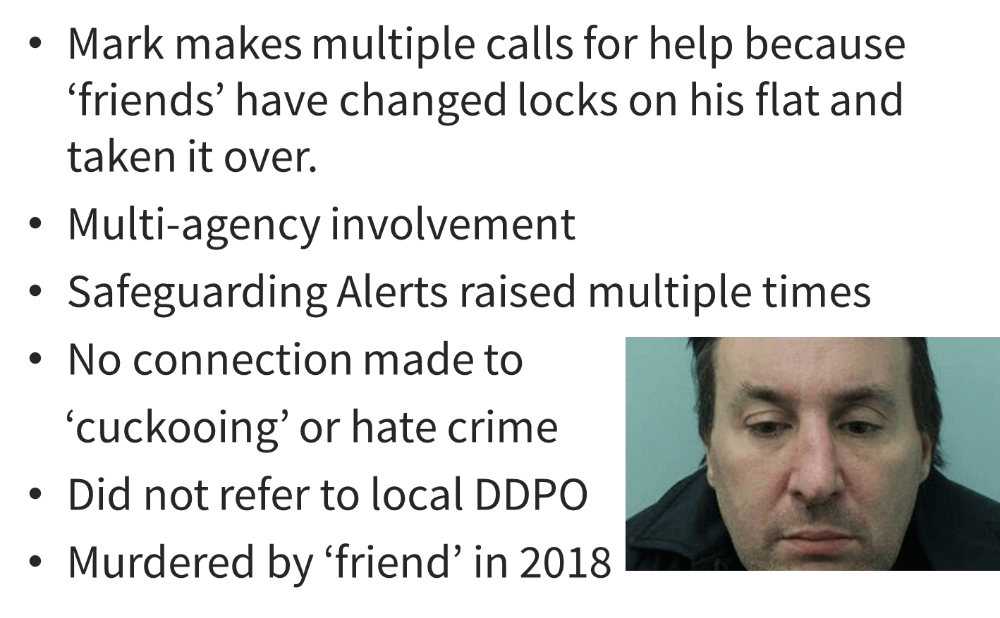 • Mark makes multiple calls for help because
‘friends’ have changed locks on his flat and
taken it over.
• Multi-agency involvement
• Safeguarding Alerts raised multiple times
• No connection made to
‘cuckooing’ or hate crime
• Did not refer to local DDPO
• Murdered by ‘friend’ in 2018